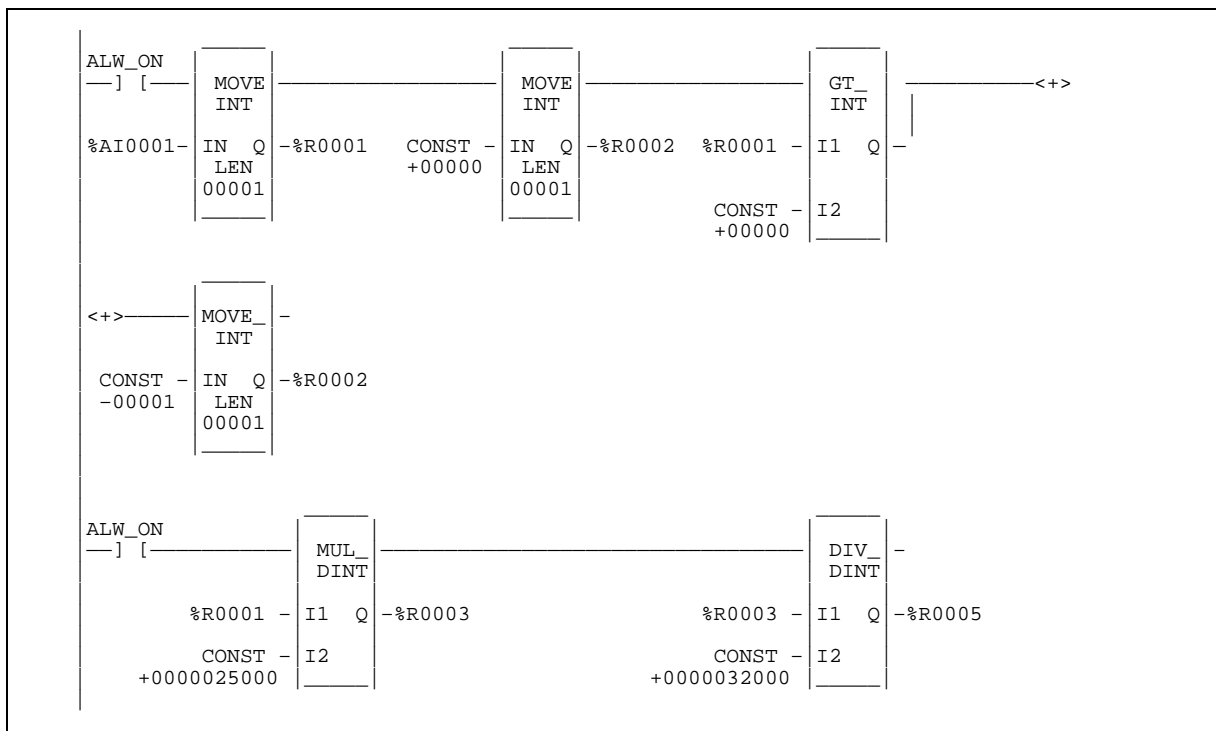 ALW_ON
] [ MOVE MOVE GT_ <+>
INT INT INT
%AI0001- IN Q -%R0001 CONST - IN Q -%R0002 %R0001 - I1 Q -
LEN +00000 LEN
00001 00001
CONST - I2
+00000
<+> MOVE_ -
INT
CONST - IN Q -%R0002
-00001 LEN
00001
ALW_ON
] [ MUL_ DIV_ -
DINT DINT
%R0001 - I1 Q -%R0003 %R0003 - I1 Q -%R0005
CONST - I2 CONST - I2
+0000025000 +0000032000